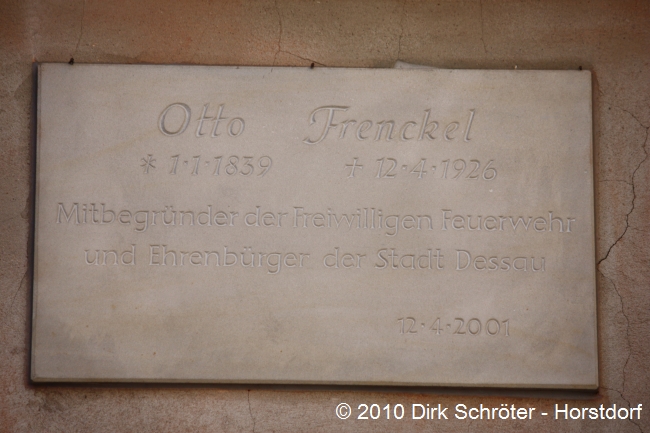 Otto Frenckel
* 1·1·1839 + 12·4·1926
Mitbegründer der Freiwilligen Feuerwehr
und Ehrenbürger der Stadt Dessau
12·4·2001
© 2010 Dirk Schröter - Horstdorf